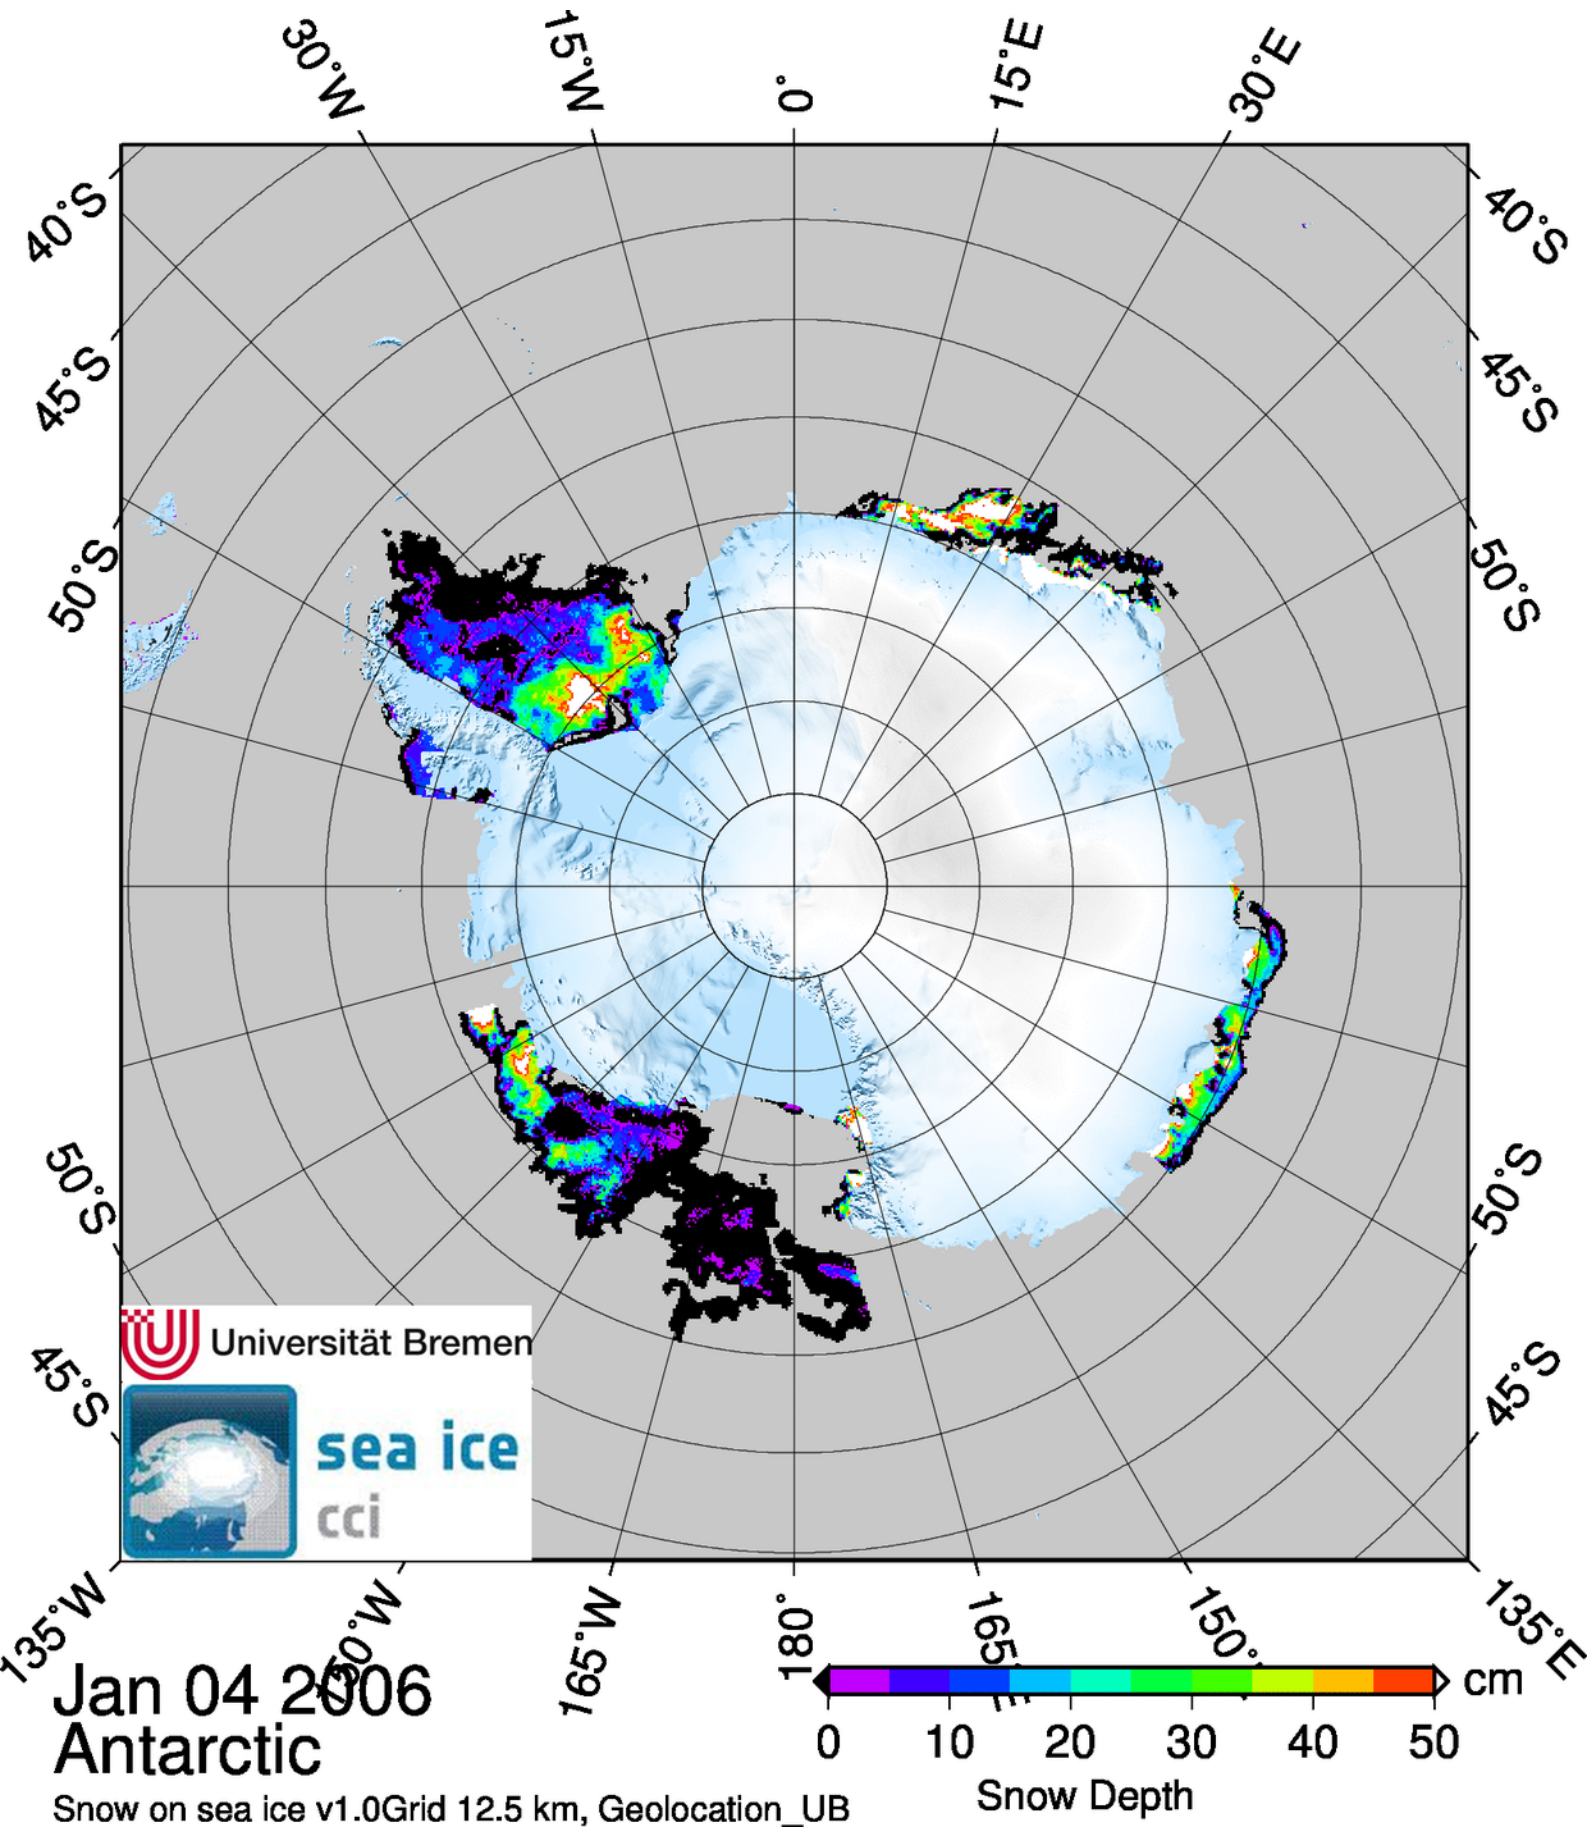 30°W 15°W 0° 15°E 30°E
40°S 40°S
45°S 45°S
50°S 50°S
50°S 50°S
45°S 45°S
Universität Bremen
sea ice
cci
135°W 150°W 165°W 180° 165°E 150° 135°E
Jan 04 2006
Antarctic
Snow on sea ice v1.0Grid 12.5 km, Geolocation_UB
cm
0 10 20 30 40 50
Snow Depth